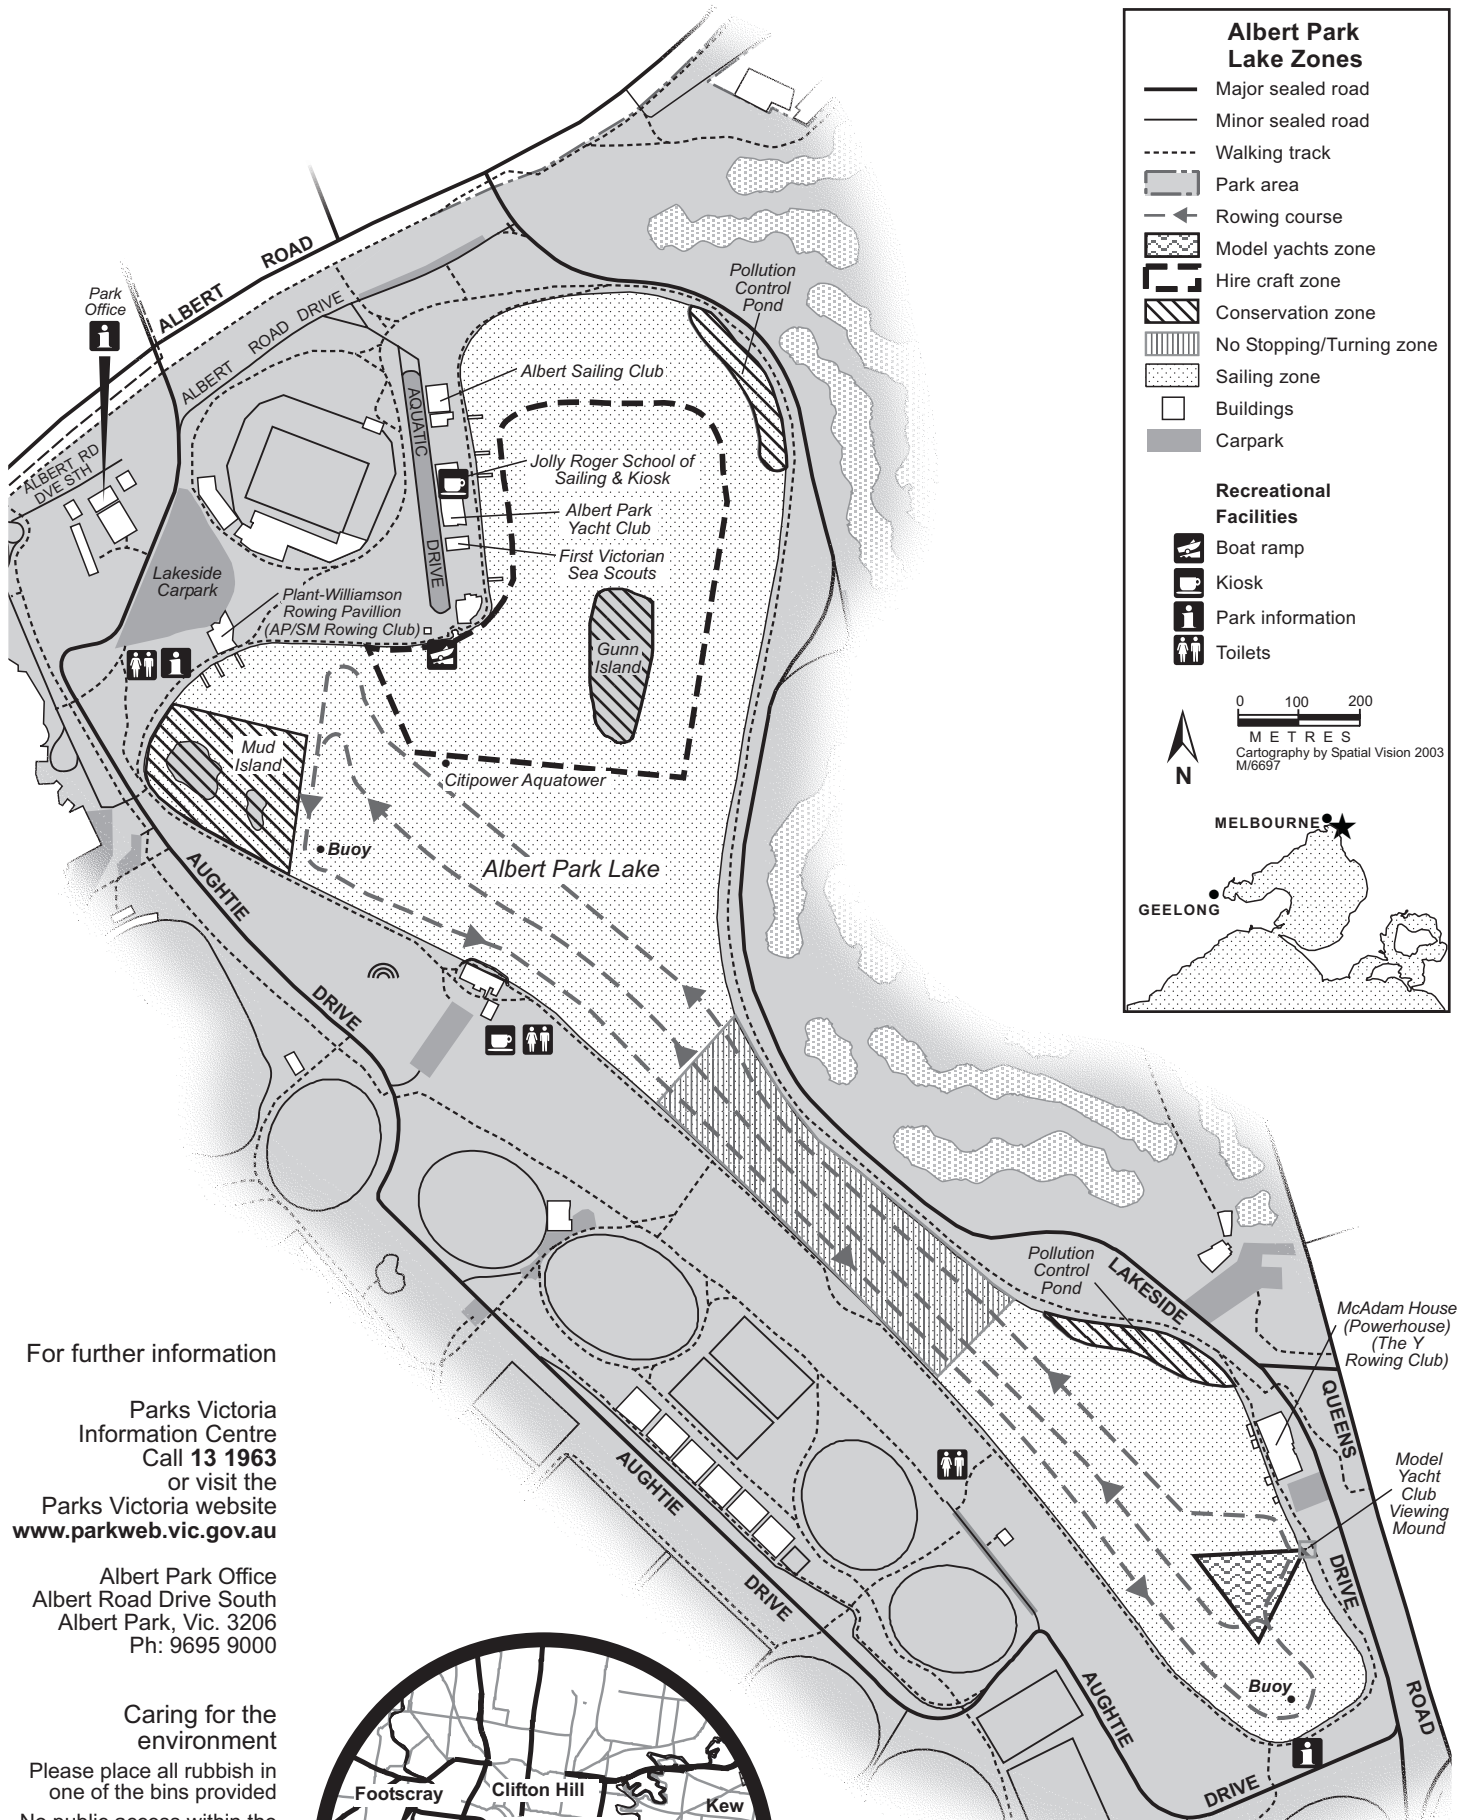 Albert Park
Lake Zones
Major sealed road
Minor sealed road
Walking track
Park area
Rowing course
Model yachts zone
Hire craft zone
Conservation zone
No Stopping/Turning zone
Sailing zone
Buildings
Carpark
Recreational
Facilities
Boat ramp
Kiosk
Park information
Toilets
0 100 200
METRES
Cartography by Spatial Vision 2003
M/6697
N
MELBOURNE
GEELONG
ALBERT ROAD
ALBERT ROAD DRIVE
Park
Office
ALBERT RD
DVE STH
AQUATIC
DRIVE
Pollution
Control
Pond
Albert Sailing Club
Jolly Roger School of
Sailing & Kiosk
Albert Park
Yacht Club
First Victorian
Sea Scouts
Lakeside
Carpark
Plant-Williamson
Rowing Pavillion
(AP/SM Rowing Club)
Gunn
Island
Mud
Island
Citipower Aquatower
Buoy
Albert Park Lake
AUGHTIE
DRIVE
Pollution
Control
Pond
LAKESIDE
McAdam House
(Powerhouse)
(The Y
Rowing Club)
QUEENS
Model
Yacht
Club
Viewing
Mound
DRIVE
AUGHTIE
DRIVE
Buoy
AUGHTIE
ROAD
DRIVE
For further information
Parks Victoria
Information Centre
Call 13 1963
or visit the
Parks Victoria website
www.parkweb.vic.gov.au
Albert Park Office
Albert Road Drive South
Albert Park, Vic. 3206
Ph: 9695 9000
Caring for the
environment
Please place all rubbish in
one of the bins provided
No public access within the
Footscray
Clifton Hill
Kew